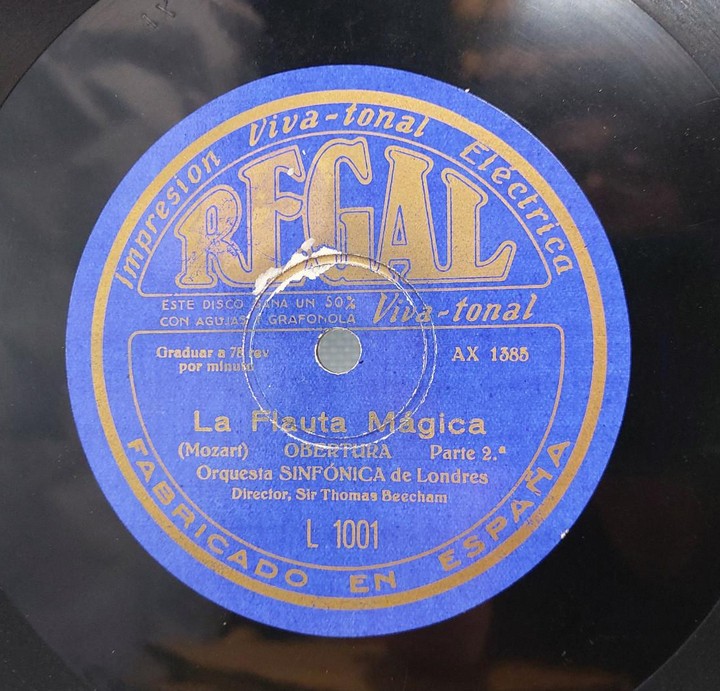 Impresion Viva-tonal Eléctrica
REGAL
ESTE DISCO GANA UN 50%
CON AGUJAS GRAFONOLA Viva-tonal
Graduar a 78 rev
por minuto
AX 1385
La Flauta Mágica
(Mozart) OBERTURA Parte 2.ª
Orquesta SINFÓNICA de Londres
Director, Sir Thomas Beecham
L 1001
FABRICADO EN ESPAÑA